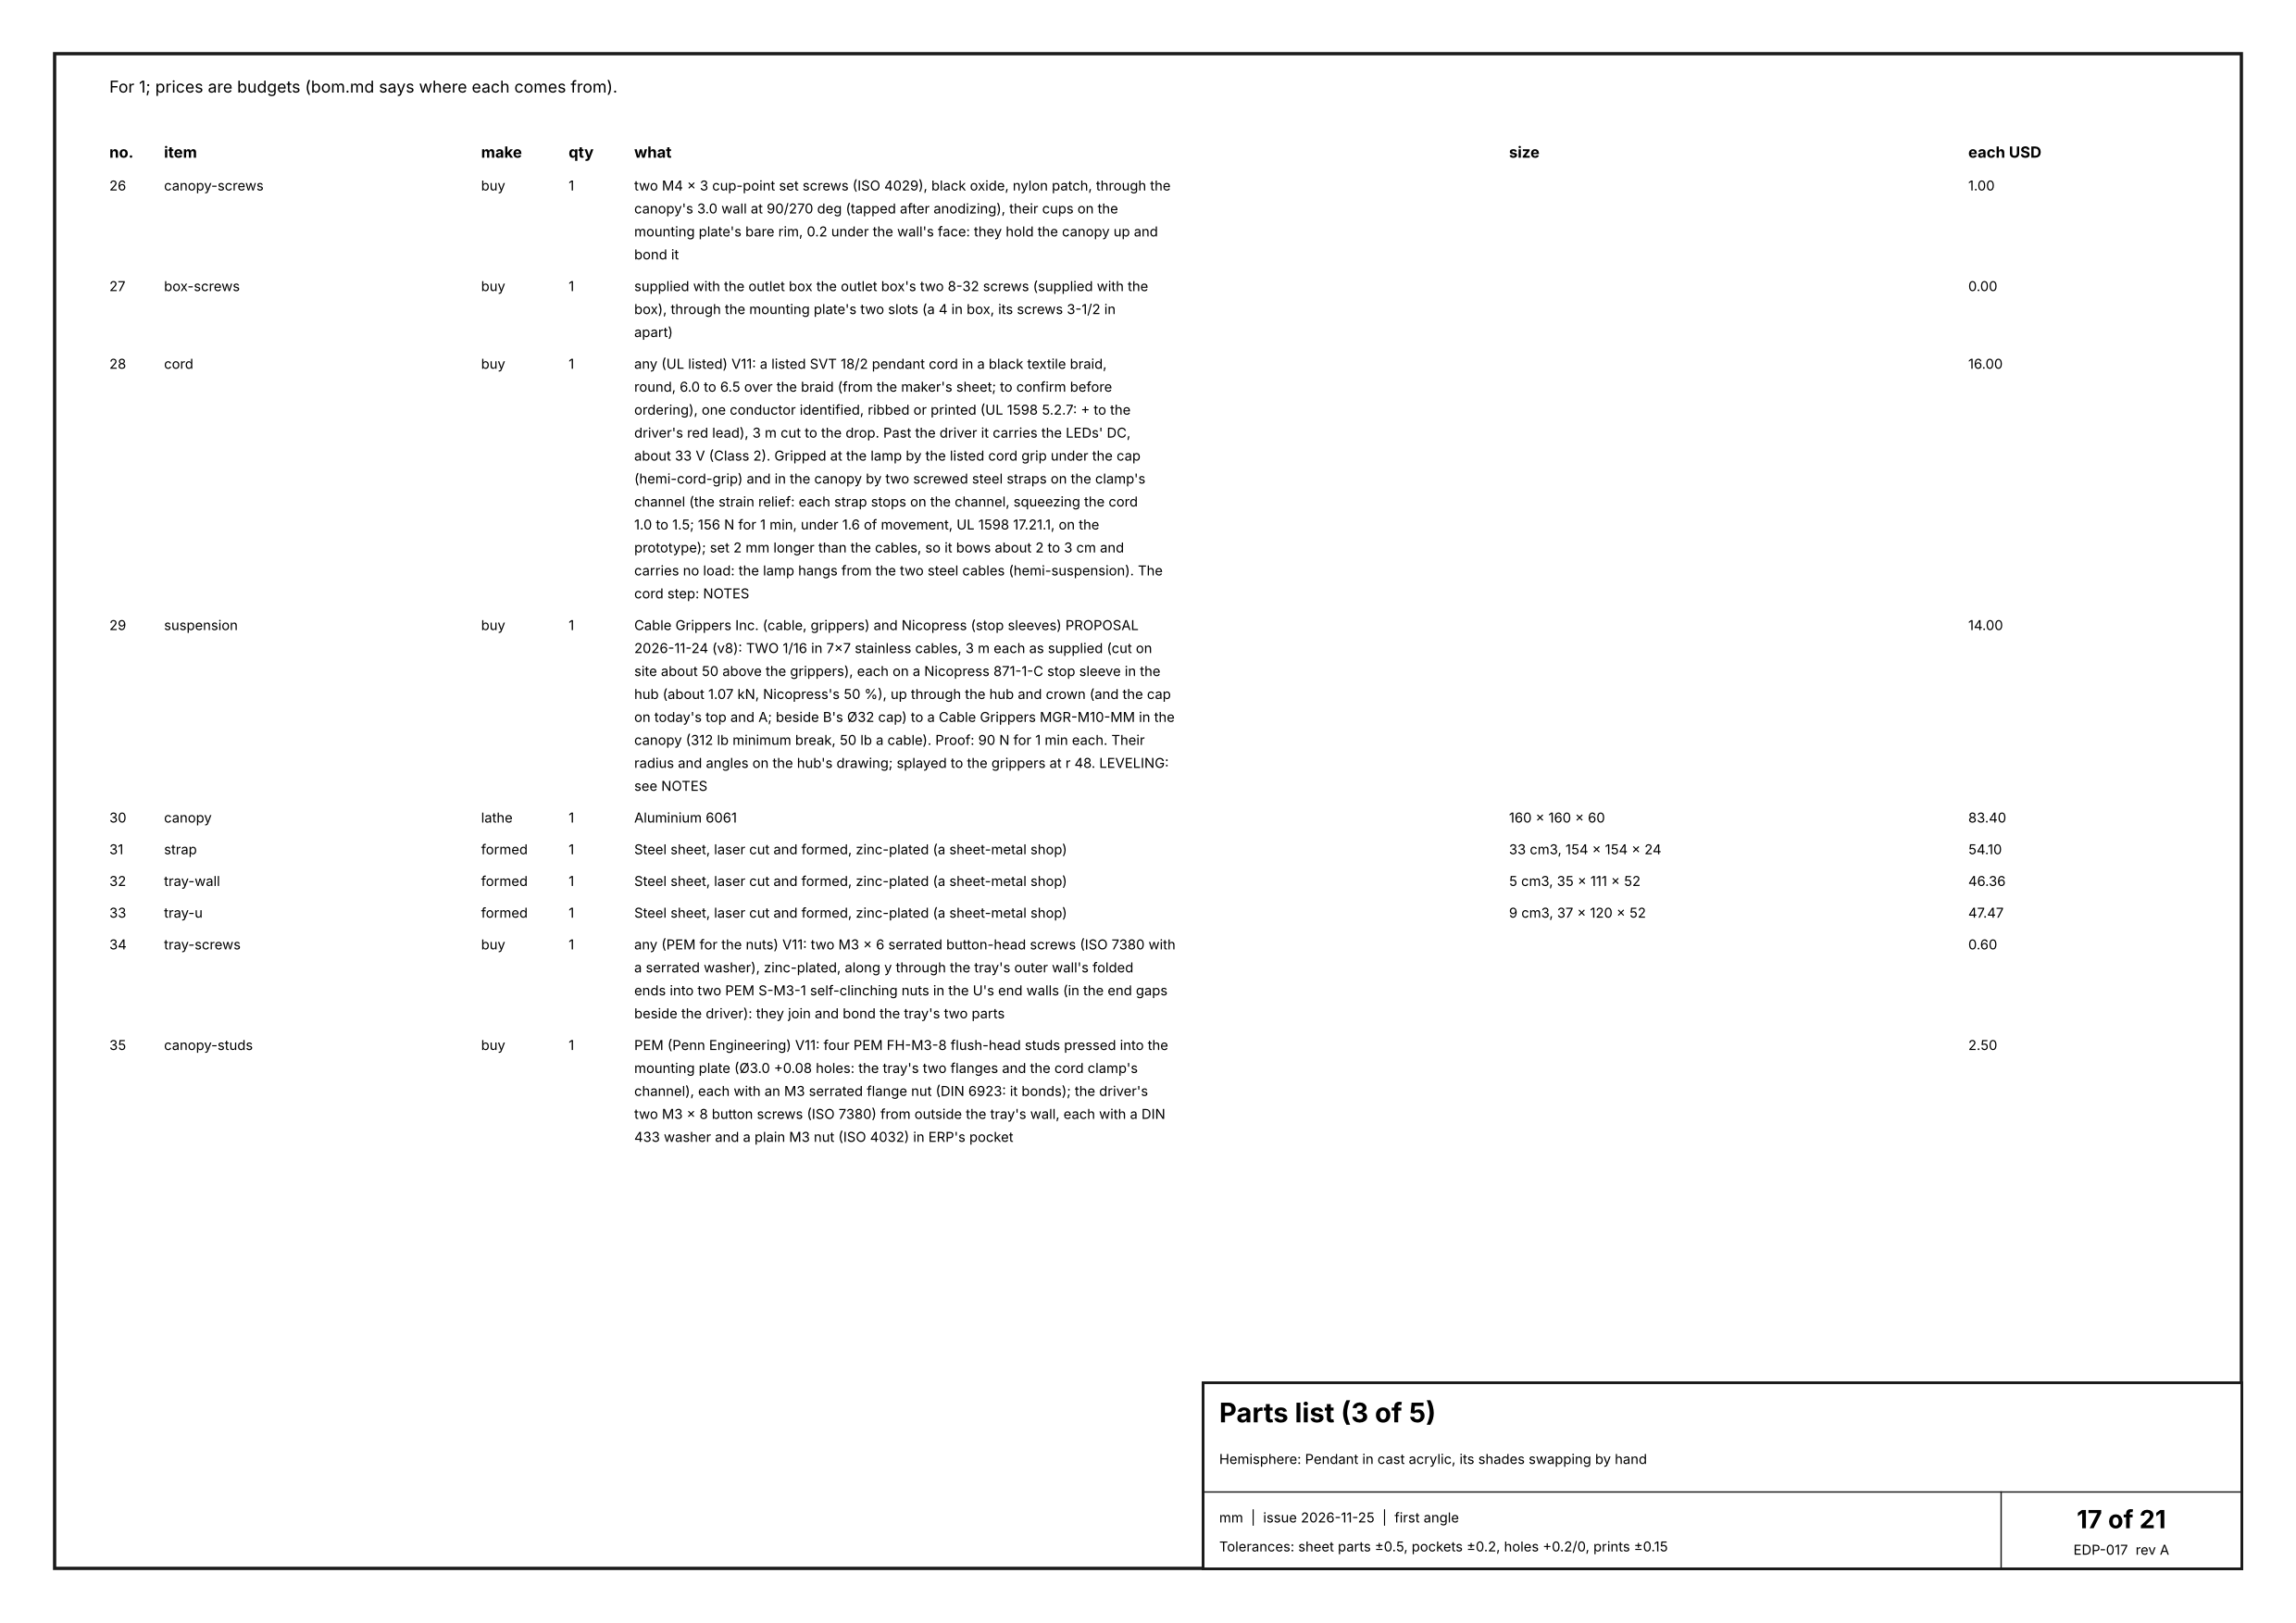 For 1; prices are budgets (bom.md says where each comes from).
no. item make qty what size each USD
26 canopy-screws buy 1 two M4 × 3 cup-point set screws (ISO 4029), black oxide, nylon patch, through the 1.00
canopy's 3.0 wall at 90/270 deg (tapped after anodizing), their cups on the
mounting plate's bare rim, 0.2 under the wall's face: they hold the canopy up and
bond it
27 box-screws buy 1 supplied with the outlet box the outlet box's two 8-32 screws (supplied with the 0.00
box), through the mounting plate's two slots (a 4 in box, its screws 3-1/2 in
apart)
28 cord buy 1 any (UL listed) V11: a listed SVT 18/2 pendant cord in a black textile braid, 16.00
round, 6.0 to 6.5 over the braid (from the maker's sheet; to confirm before
ordering), one conductor identified, ribbed or printed (UL 1598 5.2.7: + to the
driver's red lead), 3 m cut to the drop. Past the driver it carries the LEDs' DC,
about 33 V (Class 2). Gripped at the lamp by the listed cord grip under the cap
(hemi-cord-grip) and in the canopy by two screwed steel straps on the clamp's
channel (the strain relief: each strap stops on the channel, squeezing the cord
1.0 to 1.5; 156 N for 1 min, under 1.6 of movement, UL 1598 17.21.1, on the
prototype); set 2 mm longer than the cables, so it bows about 2 to 3 cm and
carries no load: the lamp hangs from the two steel cables (hemi-suspension). The
cord step: NOTES
29 suspension buy 1 Cable Grippers Inc. (cable, grippers) and Nicopress (stop sleeves) PROPOSAL 14.00
2026-11-24 (v8): TWO 1/16 in 7×7 stainless cables, 3 m each as supplied (cut on
site about 50 above the grippers), each on a Nicopress 871-1-C stop sleeve in the
hub (about 1.07 kN, Nicopress's 50 %), up through the hub and crown (and the cap
on today's top and A; beside B's Ø32 cap) to a Cable Grippers MGR-M10-MM in the
canopy (312 lb minimum break, 50 lb a cable). Proof: 90 N for 1 min each. Their
radius and angles on the hub's drawing; splayed to the grippers at r 48. LEVELING:
see NOTES
30 canopy lathe 1 Aluminium 6061 160 × 160 × 60 83.40
31 strap formed 1 Steel sheet, laser cut and formed, zinc-plated (a sheet-metal shop) 33 cm3, 154 × 154 × 24 54.10
32 tray-wall formed 1 Steel sheet, laser cut and formed, zinc-plated (a sheet-metal shop) 5 cm3, 35 × 111 × 52 46.36
33 tray-u formed 1 Steel sheet, laser cut and formed, zinc-plated (a sheet-metal shop) 9 cm3, 37 × 120 × 52 47.47
34 tray-screws buy 1 any (PEM for the nuts) V11: two M3 × 6 serrated button-head screws (ISO 7380 with 0.60
a serrated washer), zinc-plated, along y through the tray's outer wall's folded
ends into two PEM S-M3-1 self-clinching nuts in the U's end walls (in the end gaps
beside the driver): they join and bond the tray's two parts
35 canopy-studs buy 1 PEM (Penn Engineering) V11: four PEM FH-M3-8 flush-head studs pressed into the 2.50
mounting plate (Ø3.0 +0.08 holes: the tray's two flanges and the cord clamp's
channel), each with an M3 serrated flange nut (DIN 6923: it bonds); the driver's
two M3 × 8 button screws (ISO 7380) from outside the tray's wall, each with a DIN
433 washer and a plain M3 nut (ISO 4032) in ERP's pocket
Parts list (3 of 5)
Hemisphere: Pendant in cast acrylic, its shades swapping by hand
mm | issue 2026-11-25 | first angle
Tolerances: sheet parts ±0.5, pockets ±0.2, holes +0.2/0, prints ±0.15
17 of 21
EDP-017 rev A